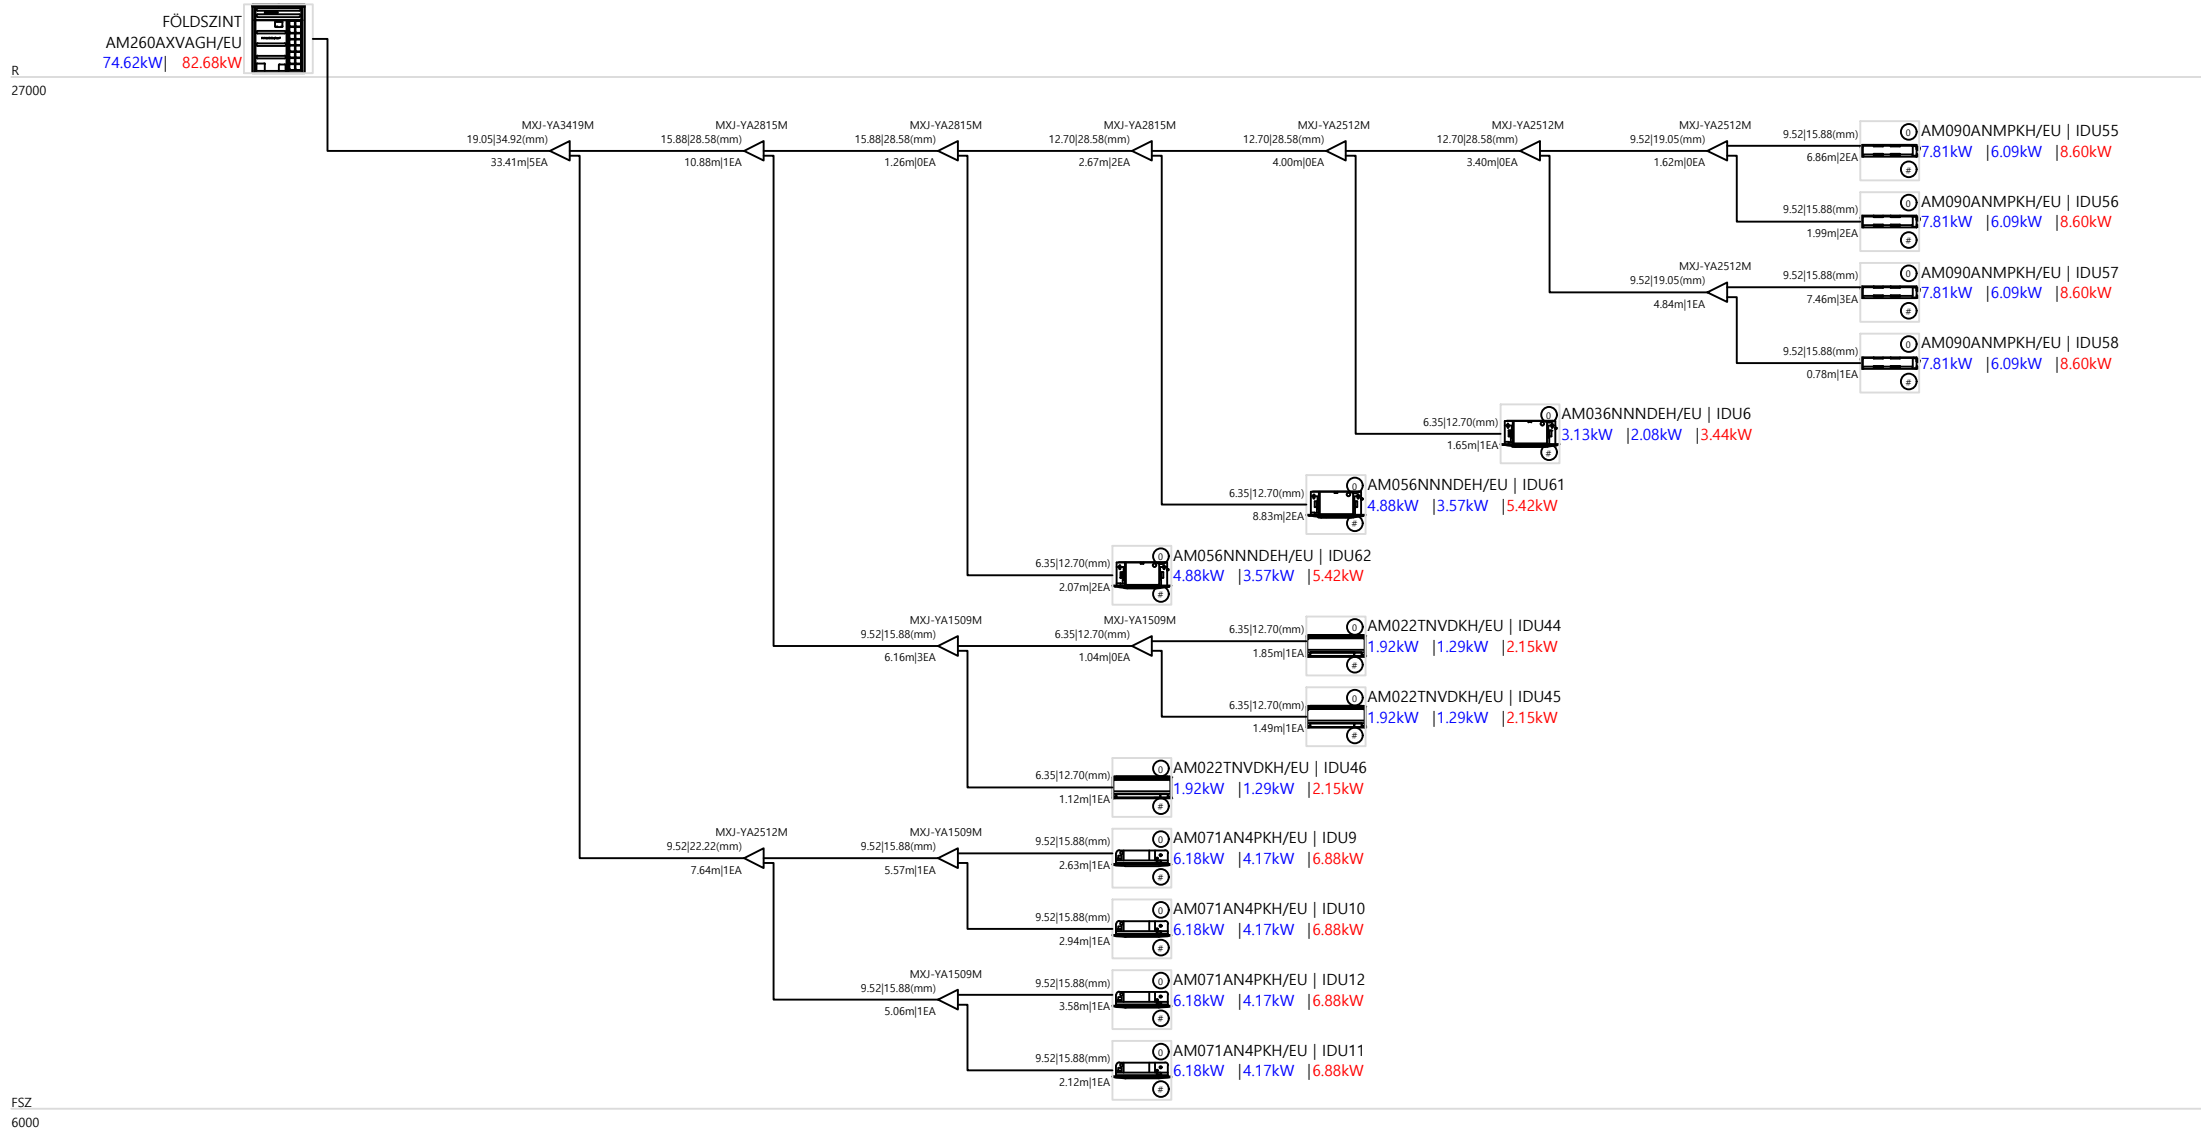 FÖLDSZINT
AM260AXVAGH/EU
74.62kW| 82.68kW
R
27000
MXJ-YA3419M
19.05|34.92(mm)
33.41m|5EA
MXJ-YA2815M
15.88|28.58(mm)
10.88m|1EA
MXJ-YA2815M
15.88|28.58(mm)
1.26m|0EA
MXJ-YA2815M
12.70|28.58(mm)
2.67m|2EA
MXJ-YA2512M
12.70|28.58(mm)
4.00m|0EA
MXJ-YA2512M
12.70|28.58(mm)
3.40m|0EA
MXJ-YA2512M
9.52|19.05(mm)
1.62m|0EA
9.52|15.88(mm)
6.86m|2EA
0
#
AM090ANMPKH/EU | IDU55
7.81kW |6.09kW |8.60kW
9.52|15.88(mm)
1.99m|2EA
0
#
AM090ANMPKH/EU | IDU56
7.81kW |6.09kW |8.60kW
MXJ-YA2512M
9.52|19.05(mm)
4.84m|1EA
9.52|15.88(mm)
7.46m|3EA
0
#
AM090ANMPKH/EU | IDU57
7.81kW |6.09kW |8.60kW
9.52|15.88(mm)
0.78m|1EA
0
#
AM090ANMPKH/EU | IDU58
7.81kW |6.09kW |8.60kW
6.35|12.70(mm)
1.65m|1EA
0
#
AM036NNNDEH/EU | IDU6
3.13kW |2.08kW |3.44kW
6.35|12.70(mm)
8.83m|2EA
0
#
AM056NNNDEH/EU | IDU61
4.88kW |3.57kW |5.42kW
6.35|12.70(mm)
2.07m|2EA
0
#
AM056NNNDEH/EU | IDU62
4.88kW |3.57kW |5.42kW
MXJ-YA1509M
9.52|15.88(mm)
6.16m|3EA
MXJ-YA1509M
6.35|12.70(mm)
1.04m|0EA
6.35|12.70(mm)
1.85m|1EA
0
#
AM022TNVDKH/EU | IDU44
1.92kW |1.29kW |2.15kW
6.35|12.70(mm)
1.49m|1EA
0
#
AM022TNVDKH/EU | IDU45
1.92kW |1.29kW |2.15kW
6.35|12.70(mm)
1.12m|1EA
0
#
AM022TNVDKH/EU | IDU46
1.92kW |1.29kW |2.15kW
MXJ-YA2512M
9.52|22.22(mm)
7.64m|1EA
MXJ-YA1509M
9.52|15.88(mm)
5.57m|1EA
9.52|15.88(mm)
2.63m|1EA
0
#
AM071AN4PKH/EU | IDU9
6.18kW |4.17kW |6.88kW
9.52|15.88(mm)
2.94m|1EA
0
#
AM071AN4PKH/EU | IDU10
6.18kW |4.17kW |6.88kW
MXJ-YA1509M
9.52|15.88(mm)
5.06m|1EA
9.52|15.88(mm)
3.58m|1EA
0
#
AM071AN4PKH/EU | IDU12
6.18kW |4.17kW |6.88kW
9.52|15.88(mm)
2.12m|1EA
0
#
AM071AN4PKH/EU | IDU11
6.18kW |4.17kW |6.88kW
FSZ
6000